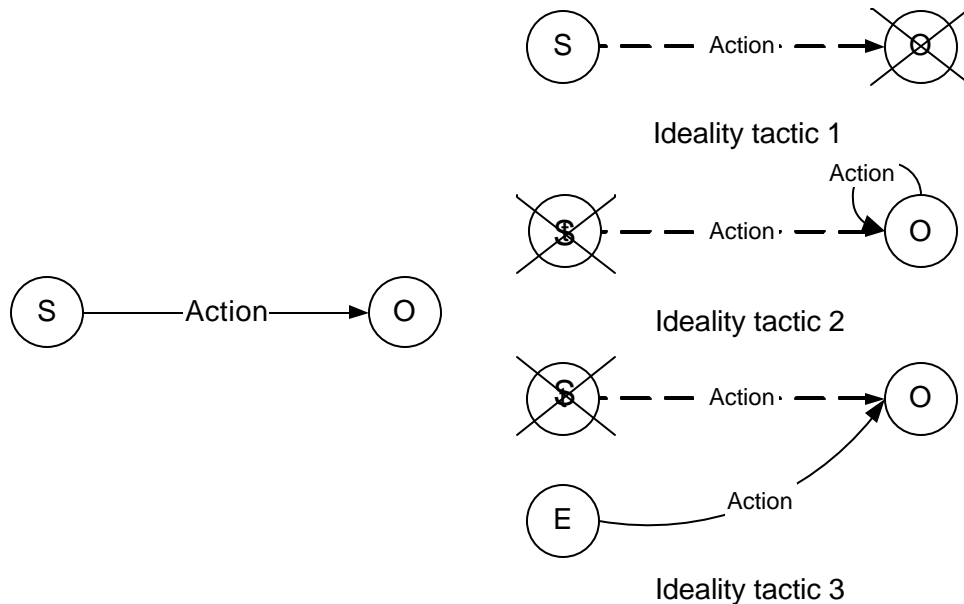 S Action O
S Action O
Ideality tactic 1
Action
S Action O
Ideality tactic 2
S Action O
E Action
Ideality tactic 3